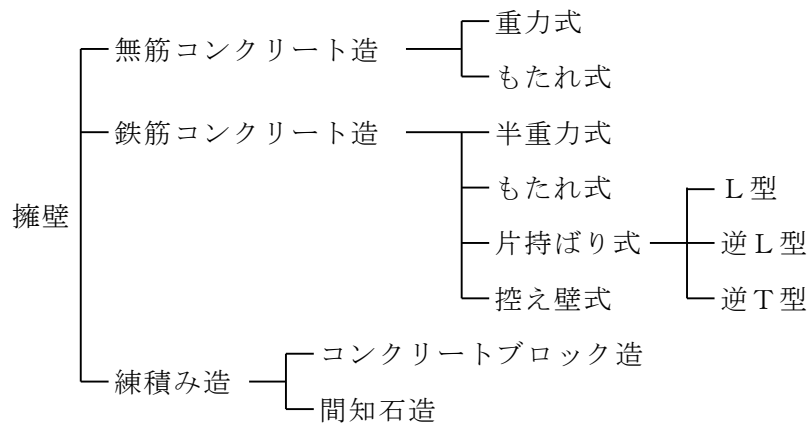 重力式
無筋コンクリート造
もたれ式
鉄筋コンクリート造
半重力式
もたれ式
L型
擁壁
片持ばり式
逆L型
控え壁式
逆T型
コンクリートブロック造
練積み造
間知石造